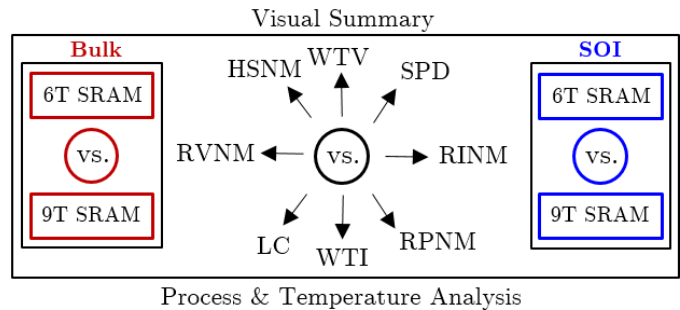 Visual Summary
Bulk
6T SRAM
vs.
9T SRAM
HSNM
WTV
SPD
RVNM
vs.
RINM
LC
WTI
RPNM
SOI
6T SRAM
vs.
9T SRAM
Process & Temperature Analysis